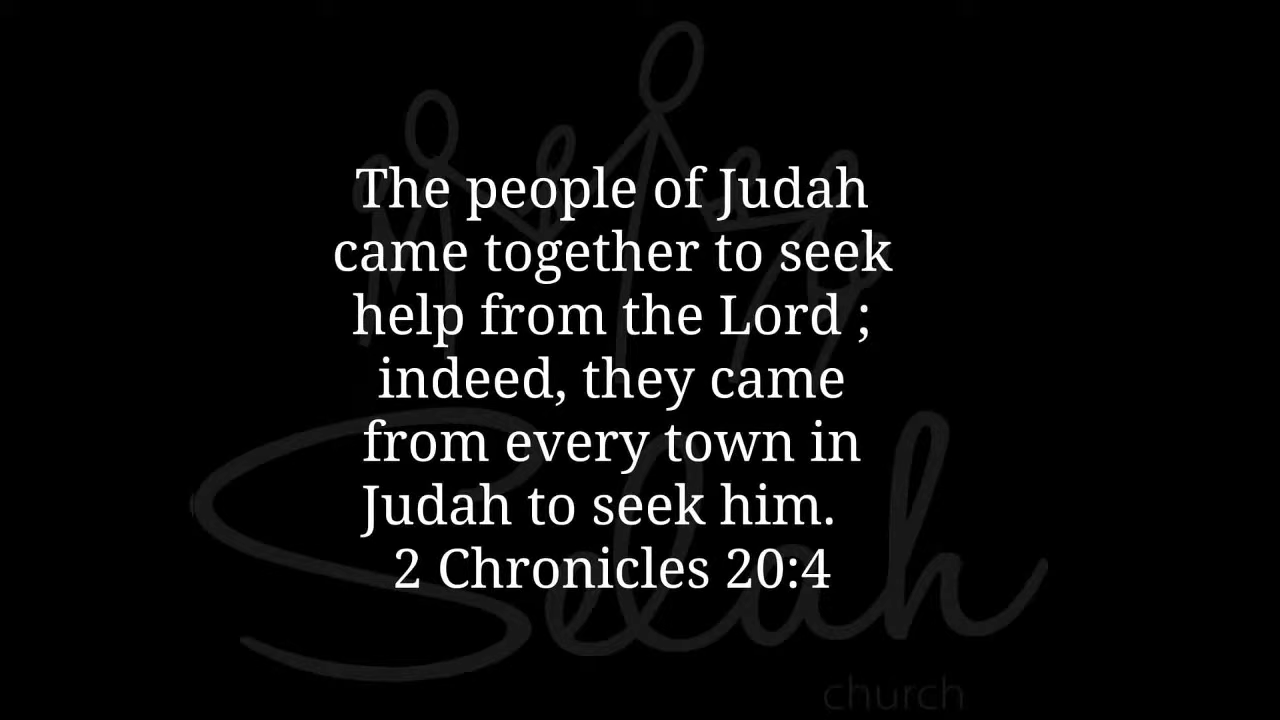 The people of Judah
came together to seek
help from the Lord ;
indeed, they came
from every town in
Judah to seek him.
2 Chronicles 20:4
Selah
church